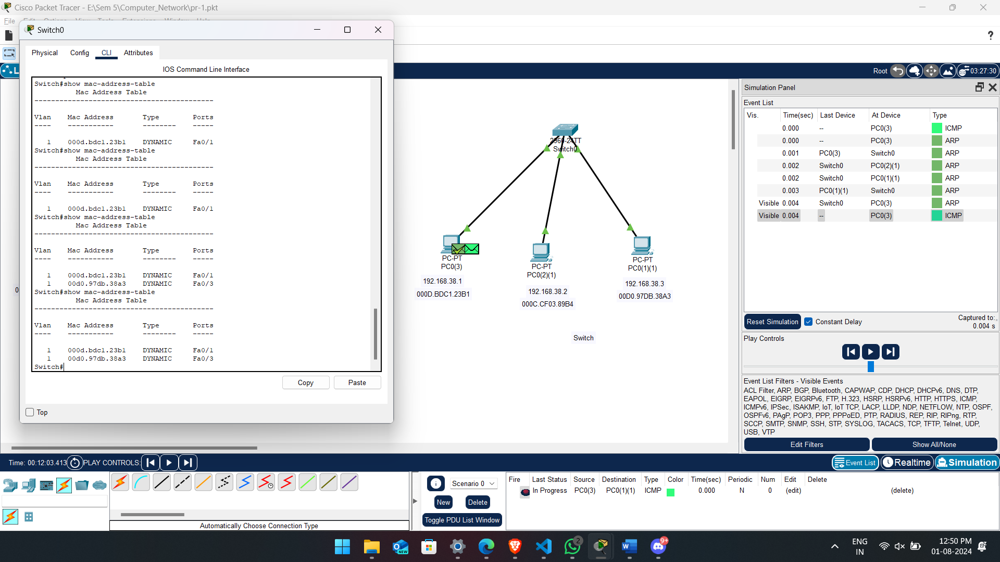 Cisco Packet Tracer - E:\Sem 5\Computer_Network\pr-1.pkt
File Edit Options View Tools Extensions Window Help
Switch0
Physical Config CLI Attributes
IOS Command Line Interface
Switch#show mac-address-table
Mac Address Table
-------------------------------------------
Vlan Mac Address Type Ports
---- ----------- -------- -----
1 000d.bdc1.23b1 DYNAMIC Fa0/1
Switch#show mac-address-table
Mac Address Table
-------------------------------------------
Vlan Mac Address Type Ports
---- ----------- -------- -----
1 000d.bdc1.23b1 DYNAMIC Fa0/1
Switch#show mac-address-table
Mac Address Table
-------------------------------------------
Vlan Mac Address Type Ports
---- ----------- -------- -----
1 000d.bdc1.23b1 DYNAMIC Fa0/1
1 00d0.97db.38a3 DYNAMIC Fa0/3
Switch#show mac-address-table
Mac Address Table
-------------------------------------------
Vlan Mac Address Type Ports
---- ----------- -------- -----
1 000d.bdc1.23b1 DYNAMIC Fa0/1
1 00d0.97db.38a3 DYNAMIC Fa0/3
Switch#
Copy Paste
Top
Root 03:27:30
2960-24TT
Switch0
PC-PT
PC0(3)
192.168.38.1
000D.BDC1.23B1
PC-PT
PC0(2)(1)
192.168.38.2
000C.CF03.89B4
PC-PT
PC0(1)(1)
192.168.38.3
00D0.97DB.38A3
Switch
Simulation Panel
Event List
Vis. Time(sec) Last Device At Device Type
0.000 -- PC0(3) ICMP
0.000 -- PC0(3) ARP
0.001 PC0(3) Switch0 ARP
0.002 Switch0 PC0(2)(1) ARP
0.002 Switch0 PC0(1)(1) ARP
0.003 PC0(1)(1) Switch0 ARP
Visible 0.004 Switch0 PC0(3) ARP
Visible 0.004 -- PC0(3) ICMP
Reset Simulation Constant Delay Captured to:
0.004 s
Play Controls
Event List Filters - Visible Events
ACL Filter, ARP, BGP, Bluetooth, CAPWAP, CDP, DHCP, DHCPv6, DNS, DTP,
EAPOL, EIGRP, EIGRPv6, FTP, H.323, HSRP, HSRPv6, HTTP, HTTPS, ICMP,
ICMPv6, IPSec, ISAKMP, IoT, IoT TCP, LACP, LLDP, NDP, NETFLOW, NTP, OSPF,
OSPFv6, PAgP, POP3, PPP, PPPoED, PTP, RADIUS, REP, RIP, RIPng, RTP,
SCCP, SMTP, SNMP, SSH, STP, SYSLOG, TACACS, TCP, TFTP, Telnet, UDP,
USB, VTP
Edit Filters Show All/None
Time: 00:12:03.413 PLAY CONTROLS:
Event List Realtime Simulation
Automatically Choose Connection Type
Scenario 0
New Delete
Toggle PDU List Window
Fire Last Status Source Destination Type Color Time(sec) Periodic Num Edit Delete
In Progress PC0(3) PC0(1)(1) ICMP 0.000 N 0 (edit) (delete)
NEW
2
9+
ENG
IN
12:50 PM
01-08-2024